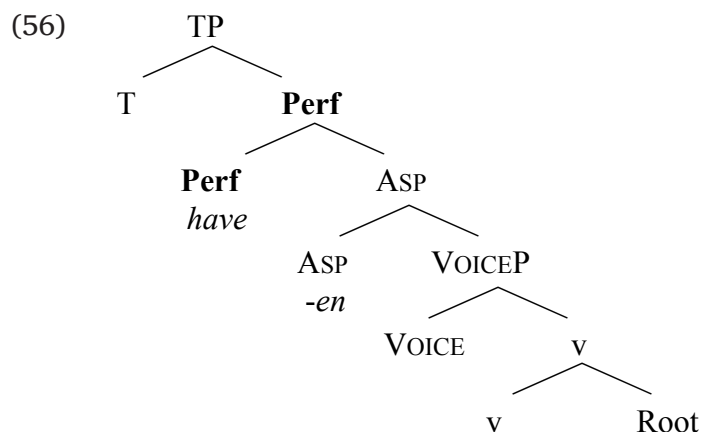 (56) TP
T Perf
Perf ASP
have
ASP VOICEP
-en
VOICE v
v Root